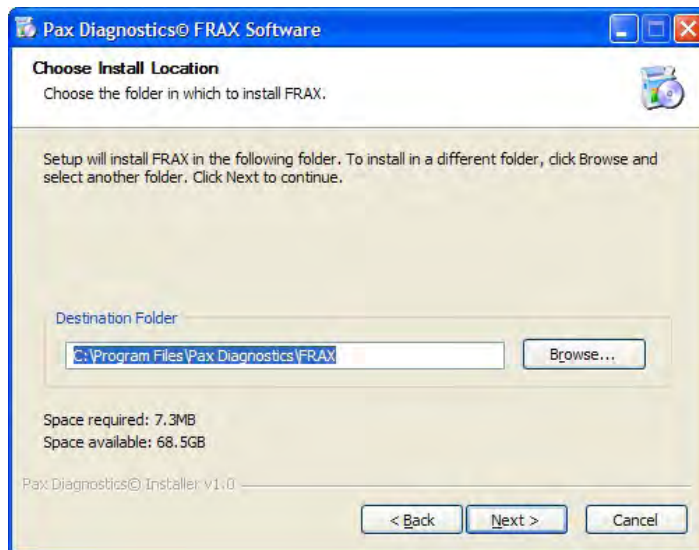 Pax Diagnostics© FRAX Software
Choose Install Location
Choose the folder in which to install FRAX.
Setup will install FRAX in the following folder. To install in a different folder, click Browse and
select another folder. Click Next to continue.
Destination Folder
C:\Program Files\Pax Diagnostics\FRAX
Browse...
Space required: 7.3MB
Space available: 68.5GB
Pax Diagnostics© Installer v1.0
< Back
Next >
Cancel